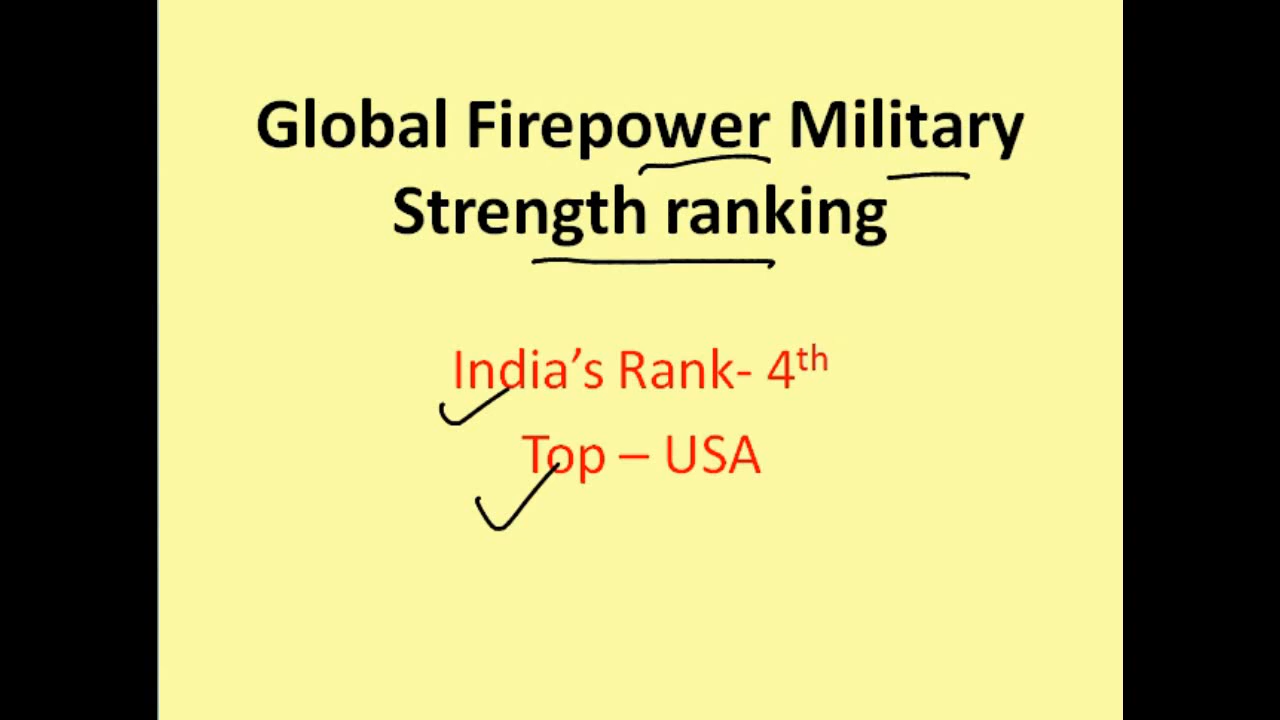 Global Firepower Military
Strength ranking
India’s Rank- 4th
Top – USA